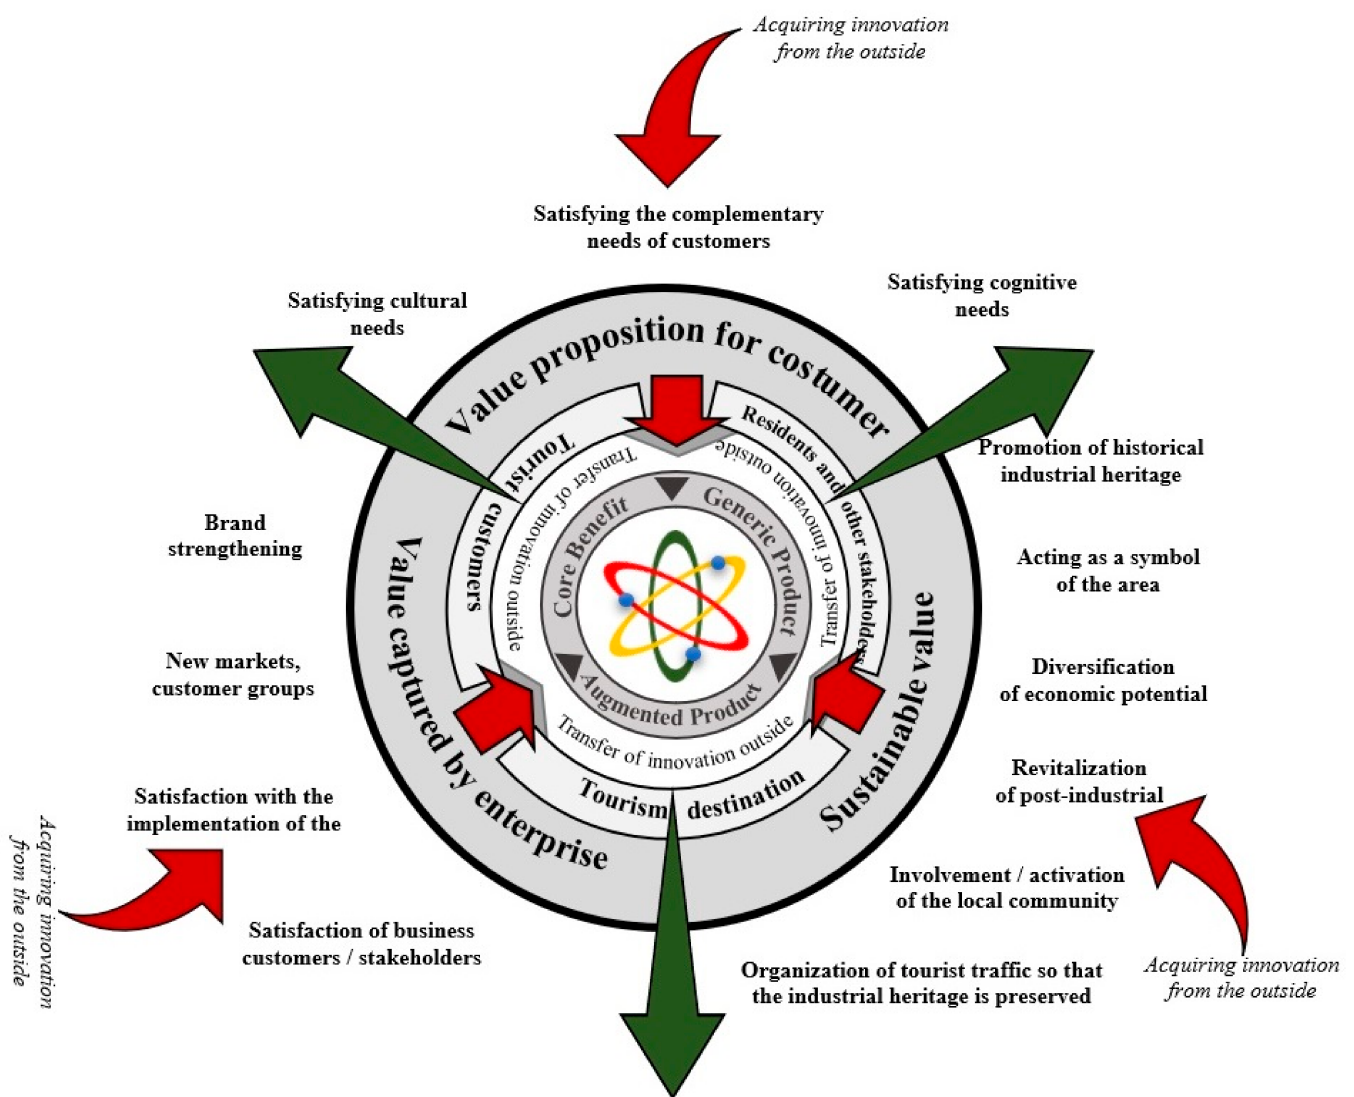 Acquiring innovation
from the outside
Satisfying the complementary
needs of customers
Satisfying cultural
needs
Satisfying cognitive
needs
Value proposition for costumer
Tourist customers
Residents and other stakeholders
Transfer of innovation outside
Transfer of innovation outside
Core Benefit
Generic Product
Augmented Product
Transfer of innovation outside
Tourism destination
Value captured by enterprise
Sustainable value
Promotion of historical
industrial heritage
Brand
strengthening
Acting as a symbol
of the area
New markets,
customer groups
Diversification
of economic potential
Revitalization
of post-industrial
Satisfaction with the
implementation of the
Acquiring innovation
from the outside
Involvement / activation
of the local community
Satisfaction of business
customers / stakeholders
Organization of tourist traffic so that
the industrial heritage is preserved
Acquiring innovation
from the outside